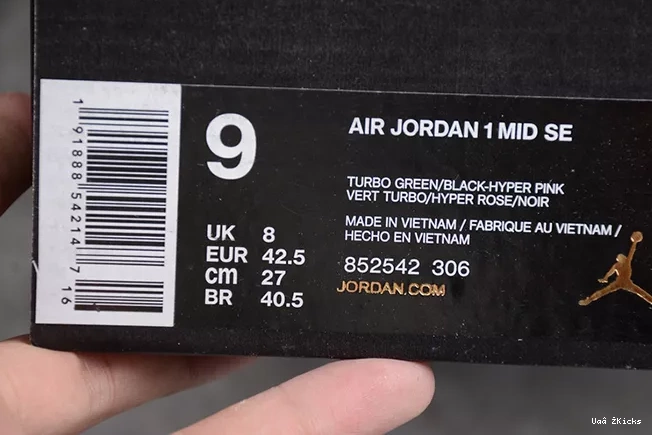 1 91888 54214 7 16
9
UK 8
EUR 42.5
CM 27
BR 40.5
AIR JORDAN 1 MID SE
TURBO GREEN/BLACK-HYPER PINK
VERT TURBO/HYPER ROSE/NOIR
MADE IN VIETNAM / FABRIQUE AU VIETNAM /
HECHO EN VIETNAM
852542 306
JORDAN.COM
Uaâ ŽKicks